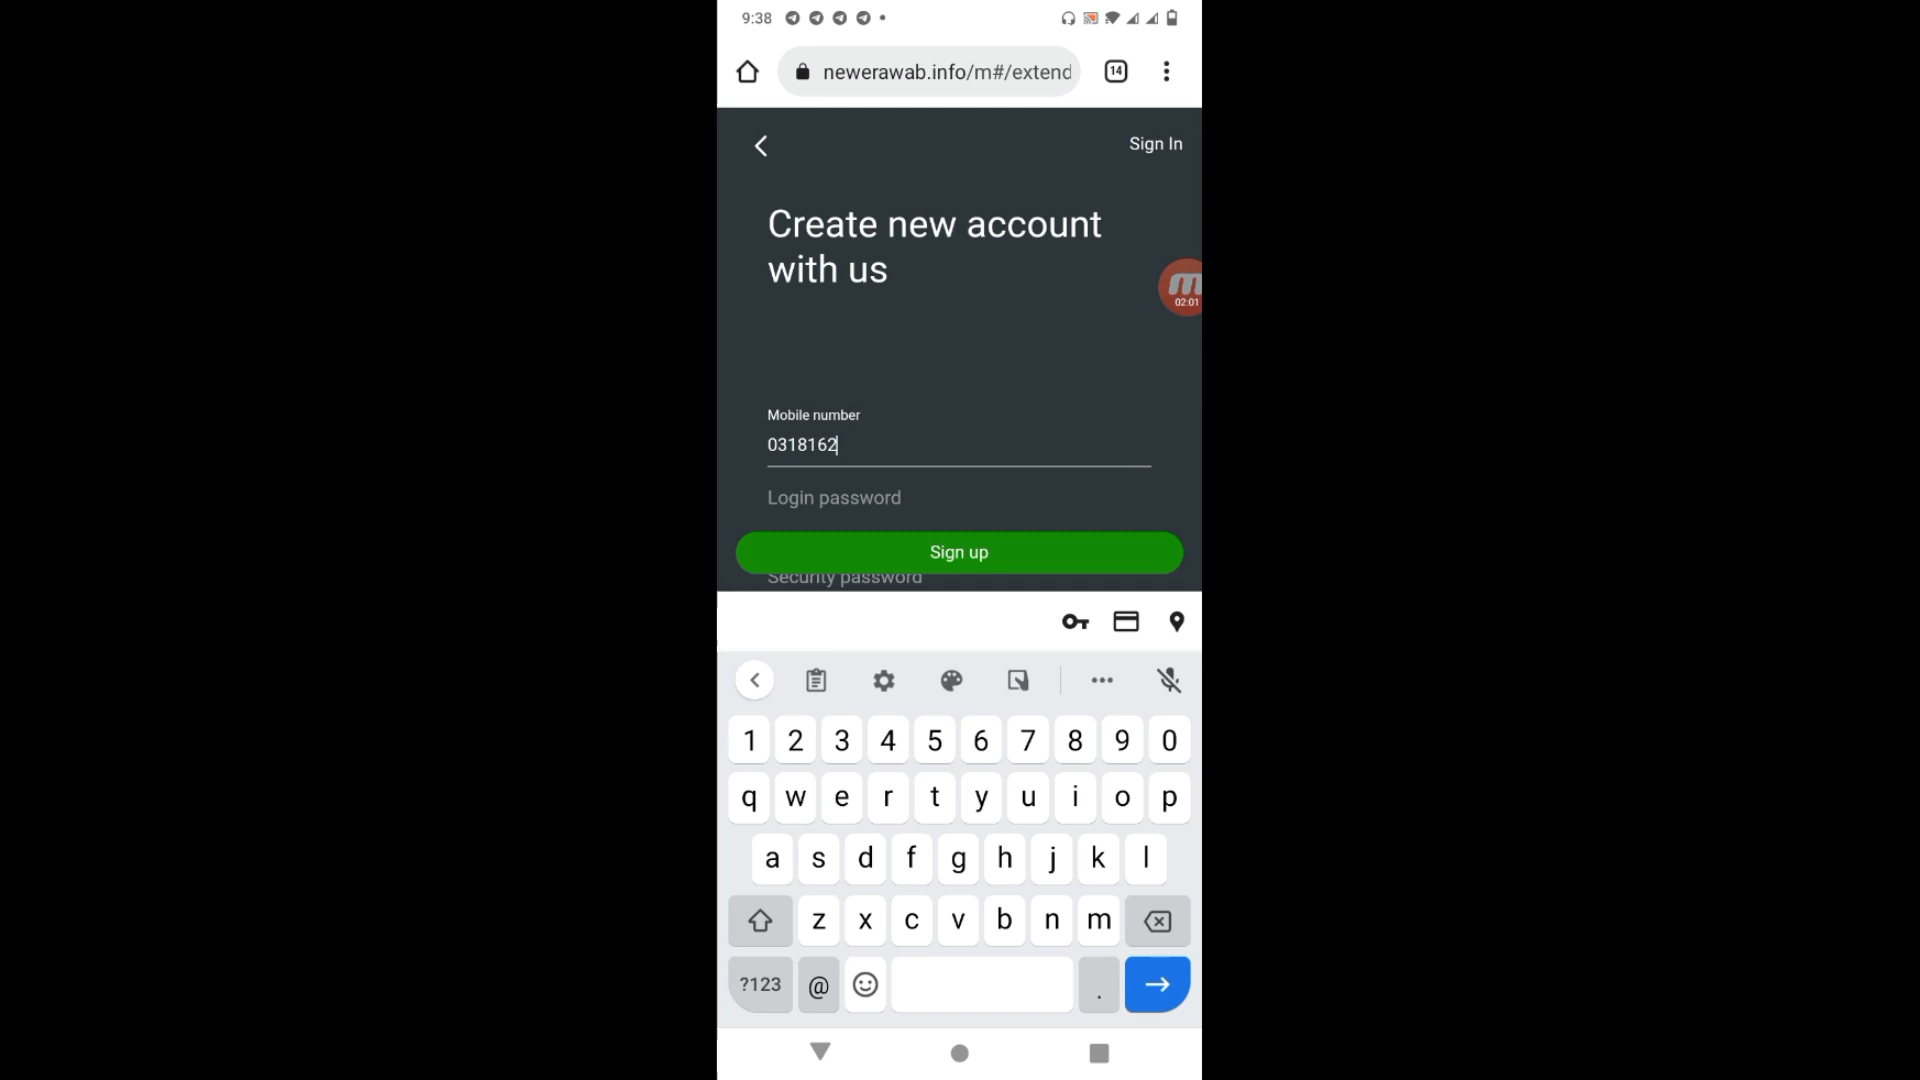 9:38
newerawab.info/m#/extend
14
Sign In
Create new account
with us
02:01
Mobile number
0318162
Login password
Sign up
Security password
1 2 3 4 5 6 7 8 9 0
q w e r t y u i o p
a s d f g h j k l
z x c v b n m
?123 @ .